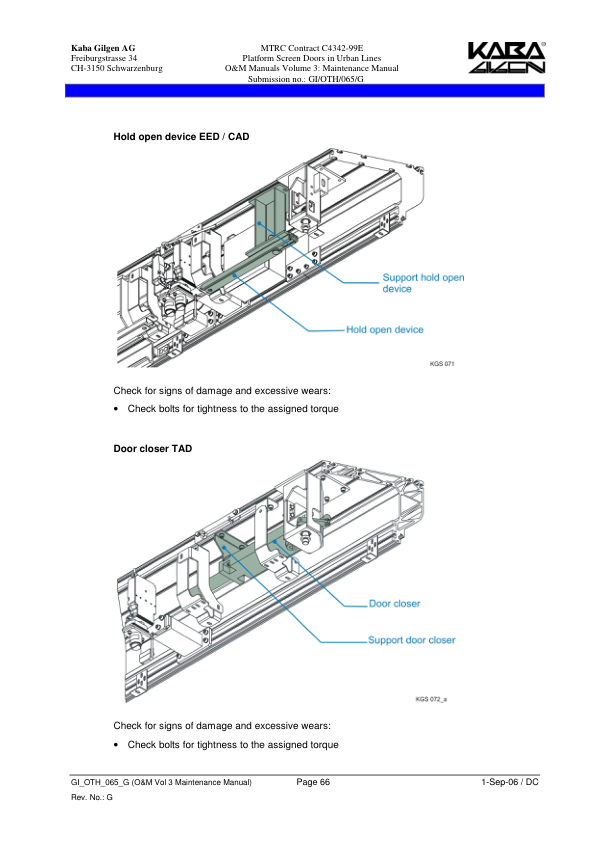 Kaba Gilgen AG
Freiburgstrasse 34
CH-3150 Schwarzenburg
MTRC Contract C4342-99E
Platform Screen Doors in Urban Lines
O&M Manuals Volume 3: Maintenance Manual
Submission no.: GI/OTH/065/G
KABA®
GILGEN
Hold open device EED / CAD
Support hold open
device
Hold open device
KGS 071
Check for signs of damage and excessive wears:
• Check bolts for tightness to the assigned torque
Door closer TAD
Door closer
Support door closer
KGS 072_a
Check for signs of damage and excessive wears:
• Check bolts for tightness to the assigned torque
GI_OTH_065_G (O&M Vol 3 Maintenance Manual) Page 66 1-Sep-06 / DC
Rev. No.: G